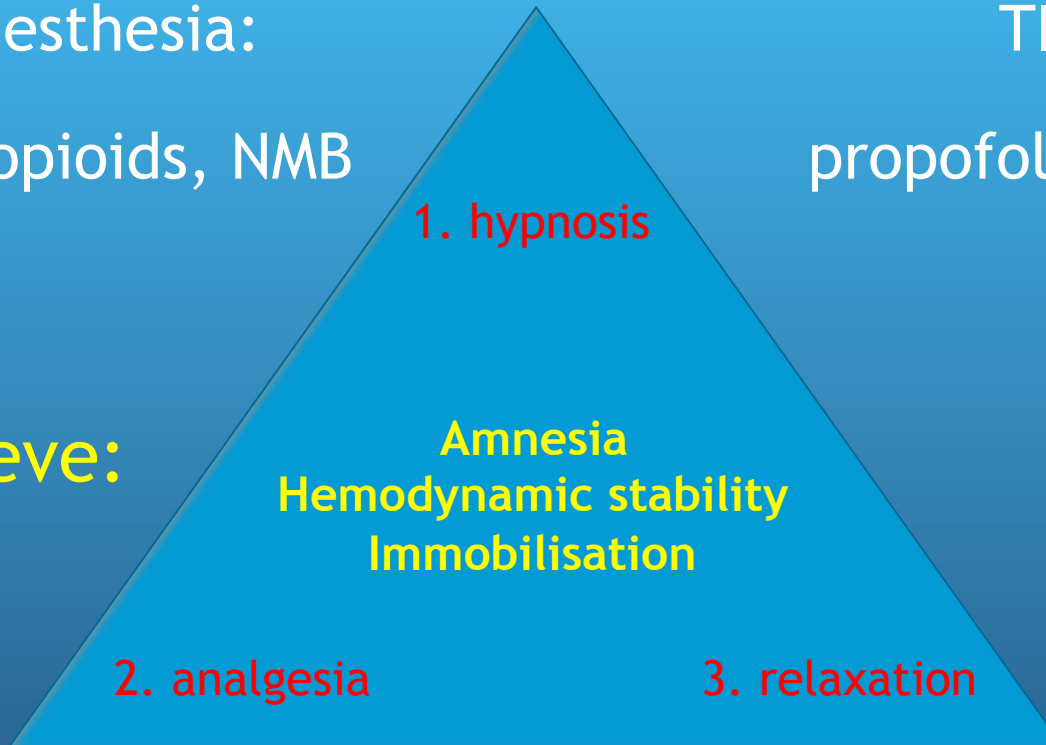 esthesia:
opioids, NMB
propofol
1. hypnosis
eve:
Amnesia
Hemodynamic stability
Immobilisation
2. analgesia
3. relaxation